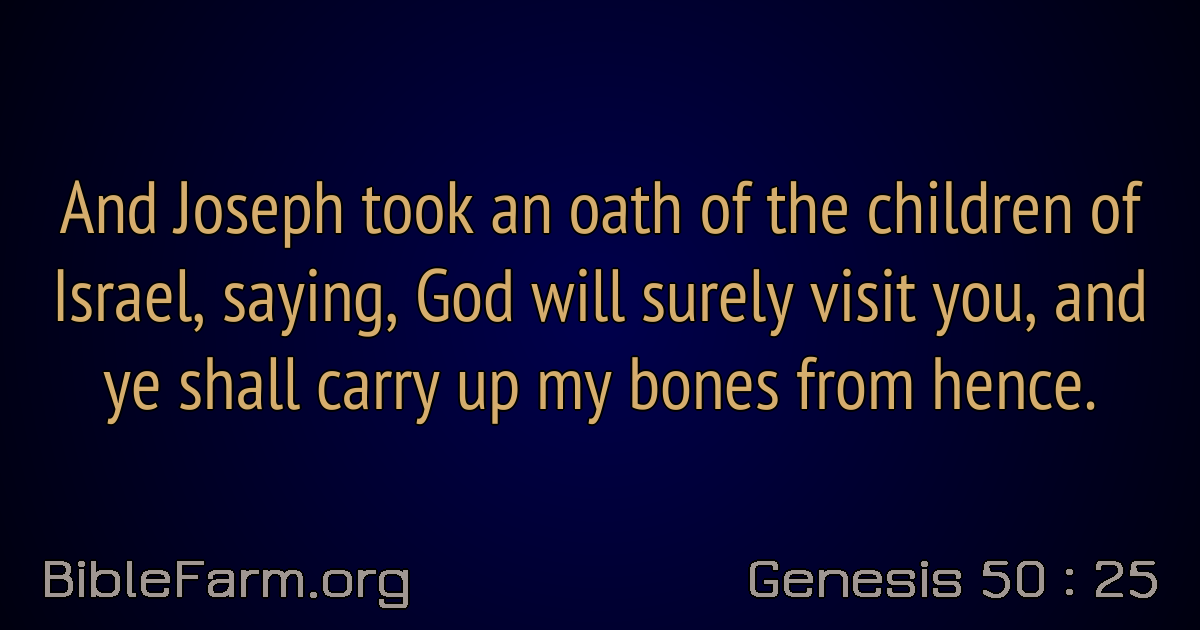 And Joseph took an oath of the children of
Israel, saying, God will surely visit you, and
ye shall carry up my bones from hence.
BibleFarm.org
Genesis 50 : 25